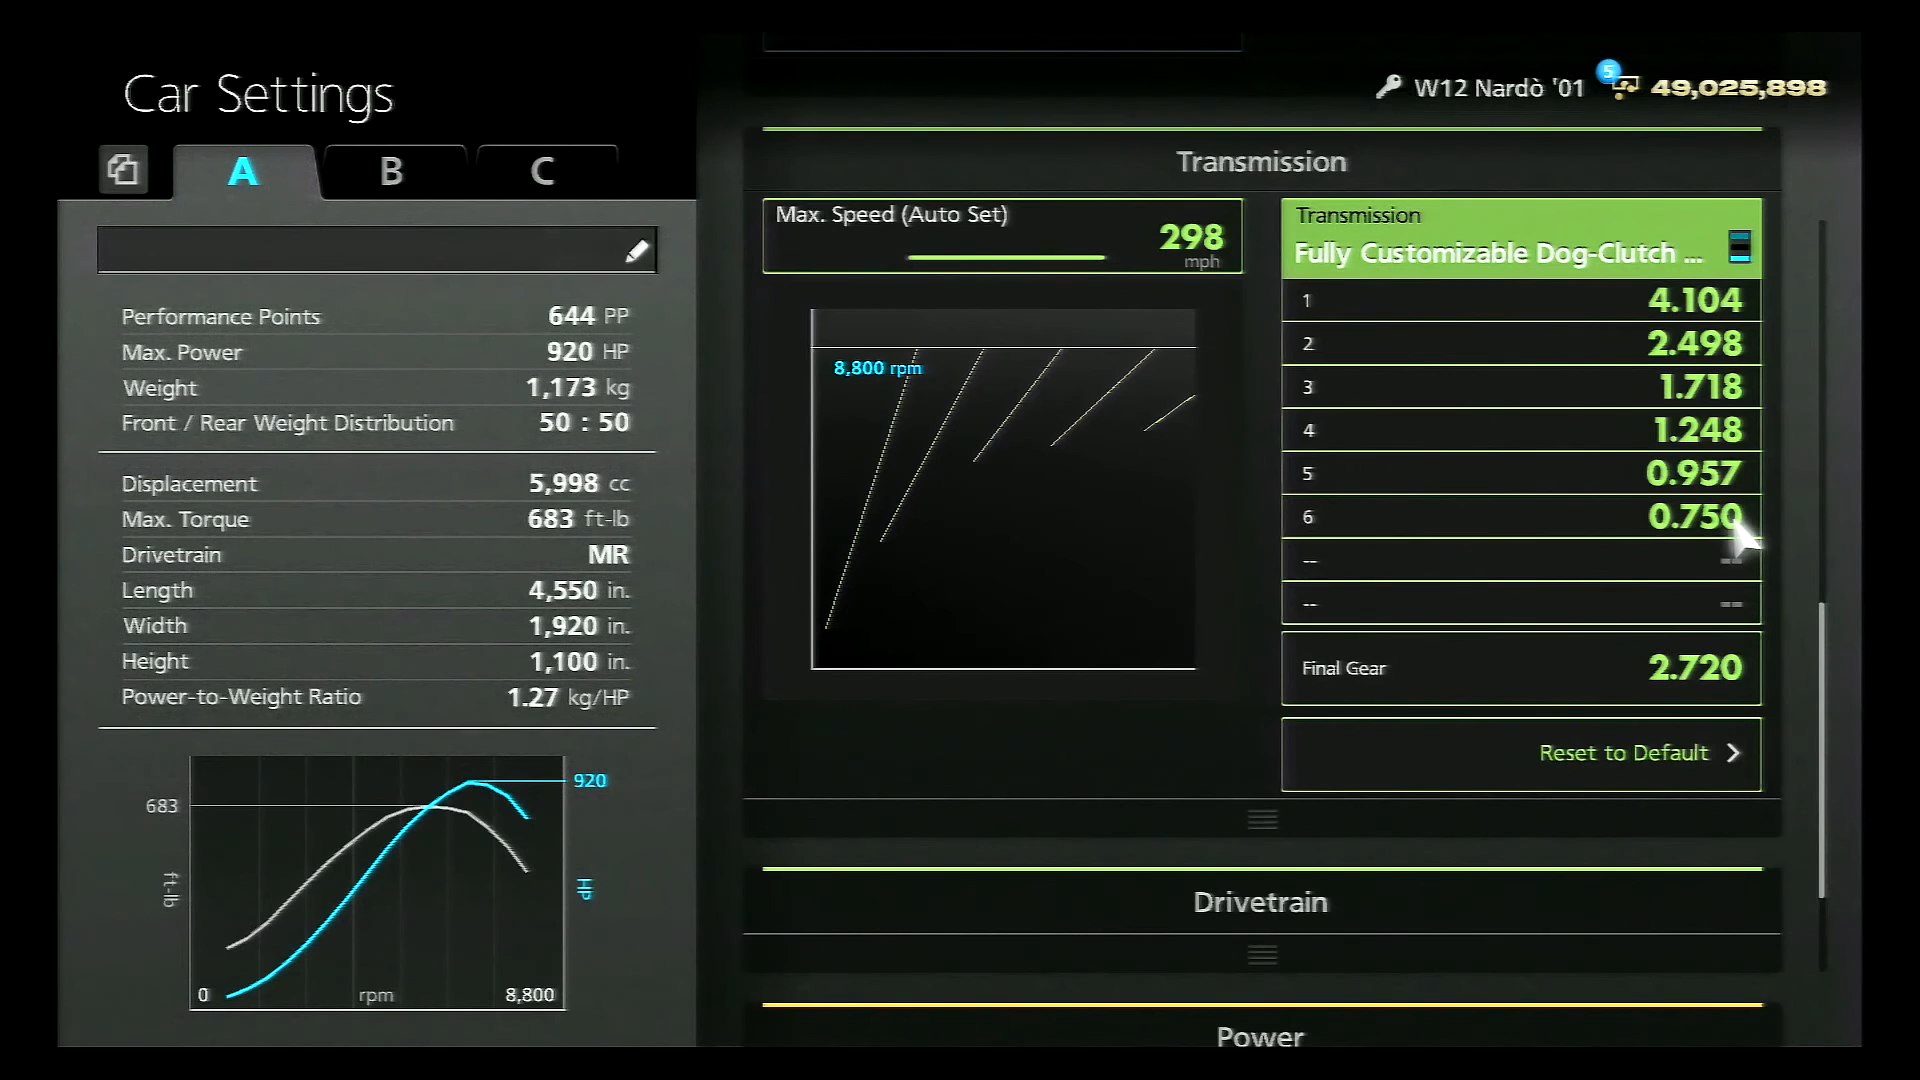 Car Settings
W12 Nardò '01
5
49,025,898
A
B
C
Performance Points 644 PP
Max. Power 920 HP
Weight 1,173 kg
Front / Rear Weight Distribution 50 : 50
Displacement 5,998 cc
Max. Torque 683 ft-lb
Drivetrain MR
Length 4,550 in.
Width 1,920 in.
Height 1,100 in.
Power-to-Weight Ratio 1.27 kg/HP
920
683
ft-lb
HP
0 rpm 8,800
Transmission
Max. Speed (Auto Set)
298
mph
8,800 rpm
Transmission
Fully Customizable Dog-Clutch ...
1 4.104
2 2.498
3 1.718
4 1.248
5 0.957
6 0.750
-- --
-- --
Final Gear 2.720
Reset to Default
Drivetrain
Power